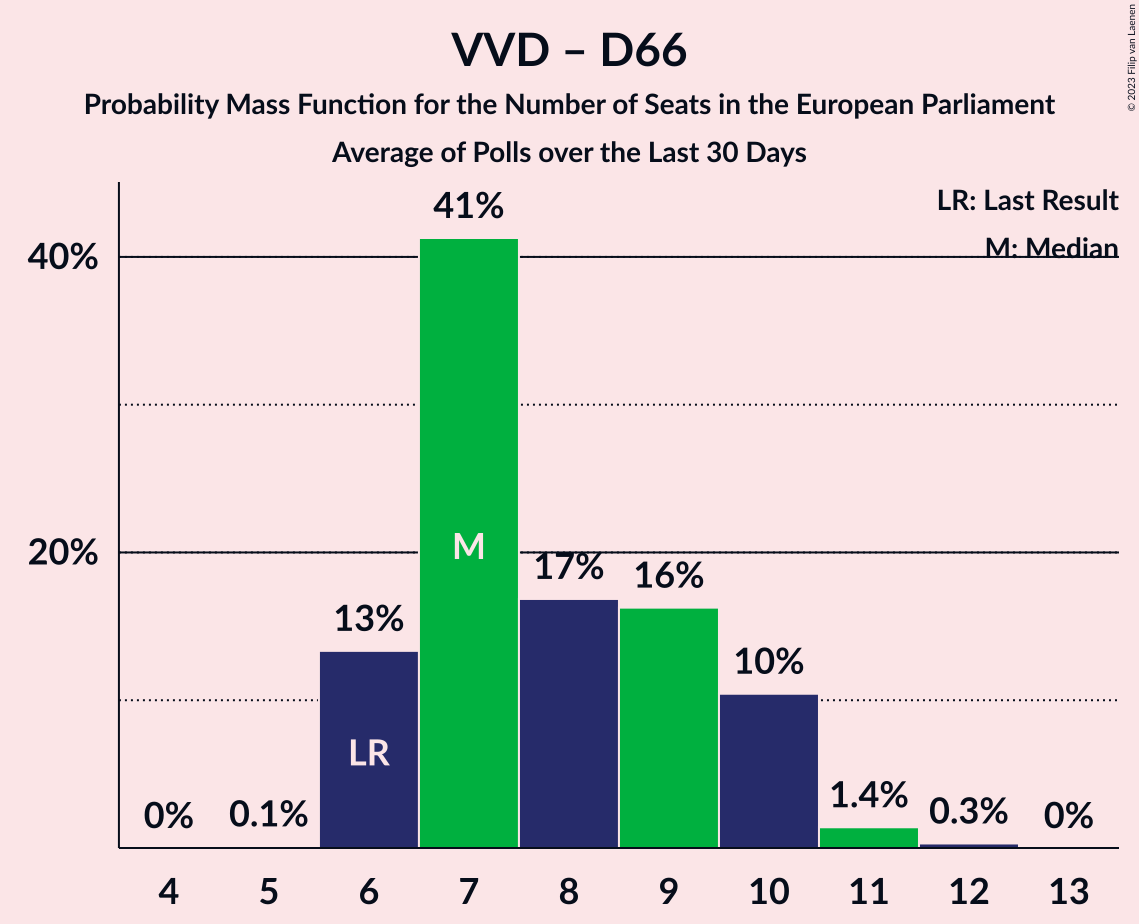 VVD – D66
Probability Mass Function for the Number of Seats in the European Parliament
Average of Polls over the Last 30 Days
© 2023 Filip van Laenen
LR: Last Result
M: Median
40%
20%
0%
0.1%
13%
41%
17%
16%
10%
1.4%
0.3%
0%
LR
M
4 5 6 7 8 9 10 11 12 13